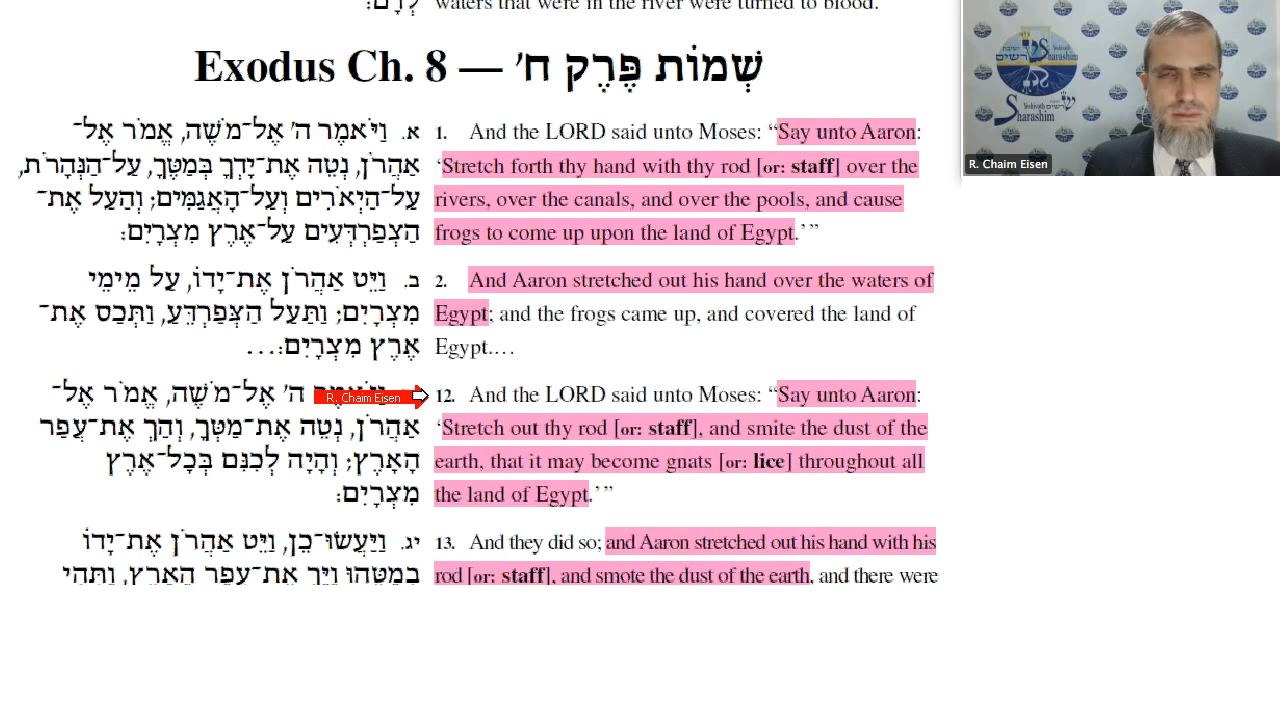 לְדָם׃
waters that were in the river were turned to blood.
Exodus Ch. 8 — שְׁמוֹת פֶּרֶק ח'
א. וַיֹּאמֶר ה' אֶל־מֹשֶׁה, אֱמֹר אֶל־
אַהֲרֹן, נְטֵה אֶת־יָדְךָ בְּמַטֶּךָ, עַל־הַנְּהָרֹת,
עַל־הַיְאֹרִים וְעַל־הָאֲגַמִּים; וְהַעַל אֶת־
הַצְפַרְדְּעִים עַל־אֶרֶץ מִצְרָיִם׃
1. And the LORD said unto Moses: “Say unto Aaron:
‘Stretch forth thy hand with thy rod [or: staff] over the
rivers, over the canals, and over the pools, and cause
frogs to come up upon the land of Egypt.’”
ב. וַיֵּט אַהֲרֹן אֶת־יָדוֹ, עַל מֵימֵי
מִצְרָיִם; וַתַּעַל הַצְּפַרְדֵּעַ, וַתְּכַס אֶת־
אֶרֶץ מִצְרָיִם׃...
2. And Aaron stretched out his hand over the waters of
Egypt; and the frogs came up, and covered the land of
Egypt.…
ה' אֶל־מֹשֶׁה, אֱמֹר אֶל־
אַהֲרֹן, נְטֵה אֶת־מַטְּךָ, וְהַךְ אֶת־עֲפַר
הָאָרֶץ; וְהָיָה לְכִנִּם בְּכָל־אֶרֶץ
מִצְרָיִם׃
R. Chaim Eisen
12. And the LORD said unto Moses: “Say unto Aaron:
‘Stretch out thy rod [or: staff], and smite the dust of the
earth, that it may become gnats [or: lice] throughout all
the land of Egypt.’”
יג. וַיַּעֲשׂוּ־כֵן, וַיֵּט אַהֲרֹן אֶת־יָדוֹ
בְמַטֵּהוּ וַיַּךְ אֶת־עֲפַר הָאָרֶץ, וַתְּהִי
13. And they did so; and Aaron stretched out his hand with his
rod [or: staff], and smote the dust of the earth, and there were
Yeshivath
Sharashim
R. Chaim Eisen